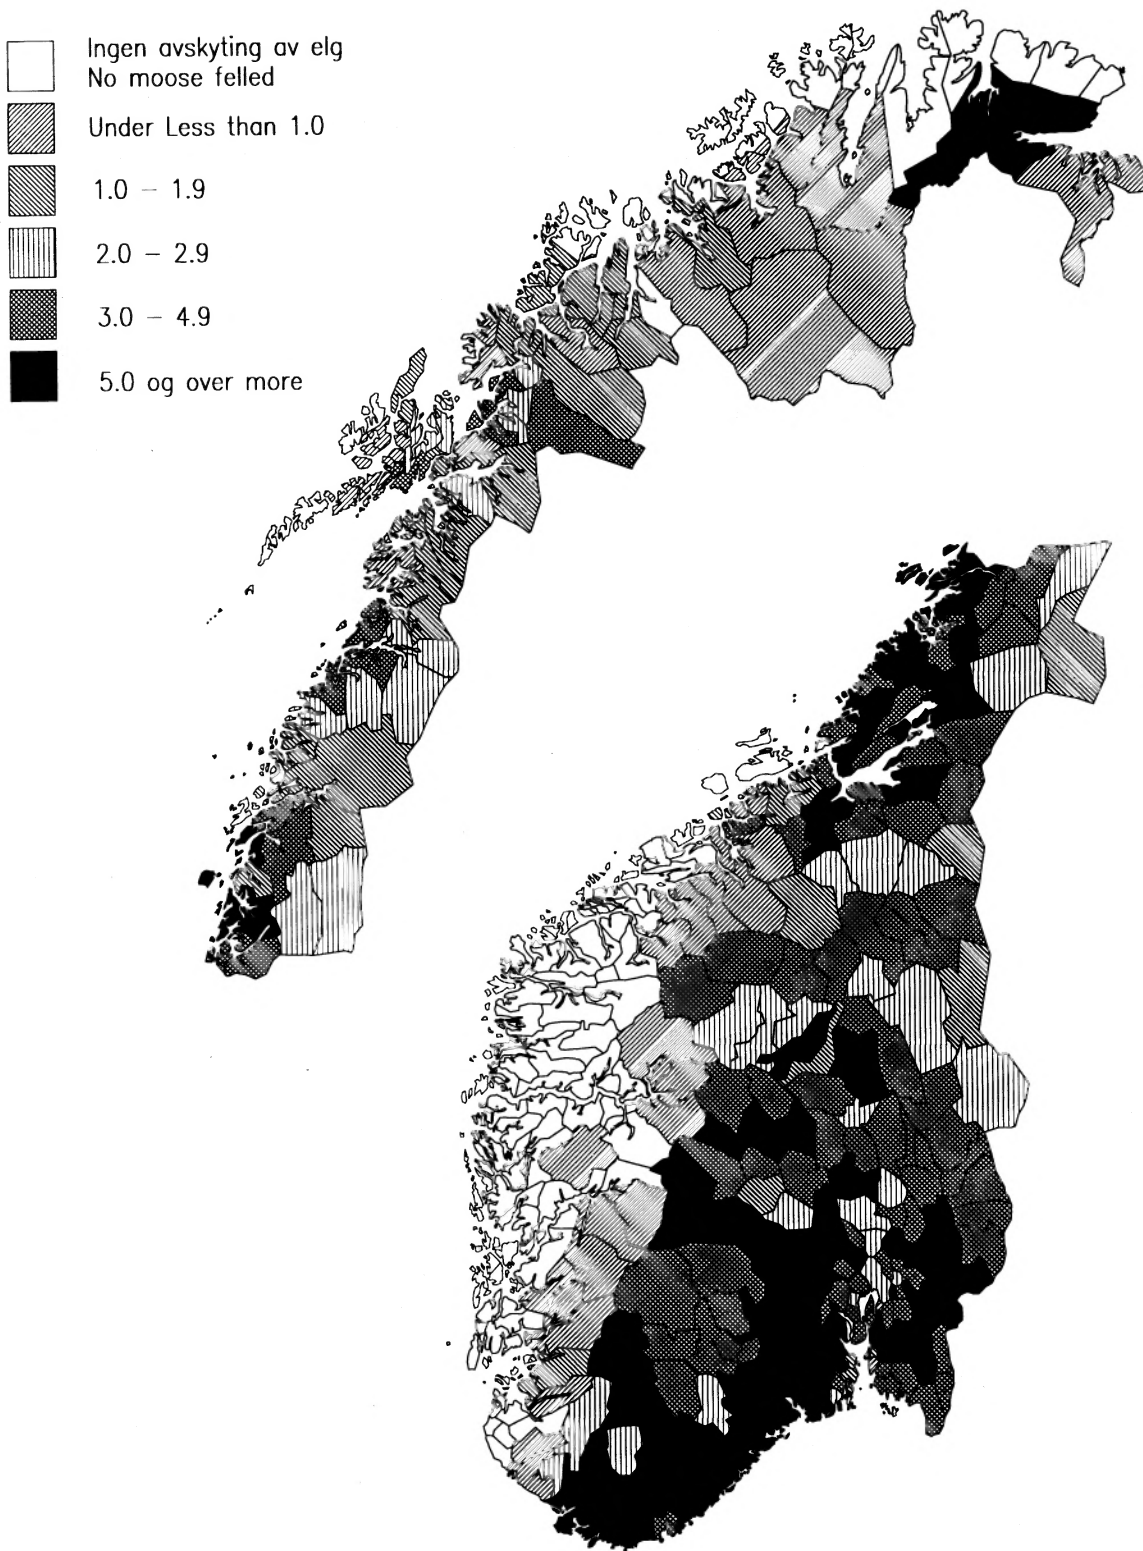 Ingen avskyting av elg
No moose felled
Under Less than 1.0
1.0 – 1.9
2.0 – 2.9
3.0 – 4.9
5.0 og over more